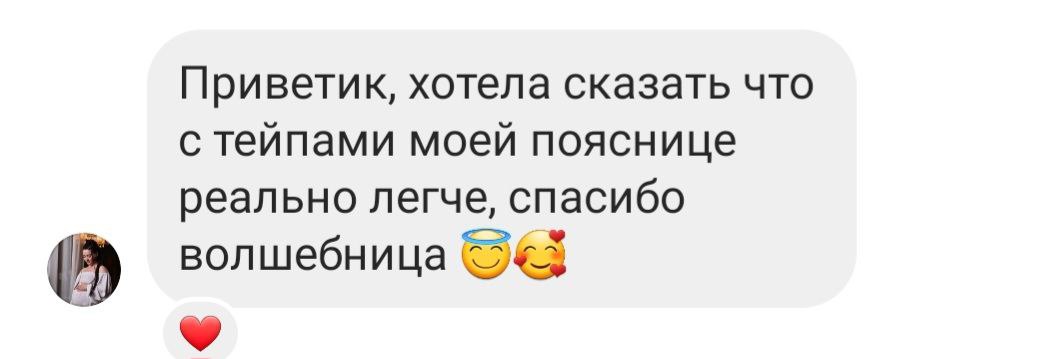 Приветик, хотела сказать что
с тейпами моей пояснице
реально легче, спасибо
волшебница 😇🥰